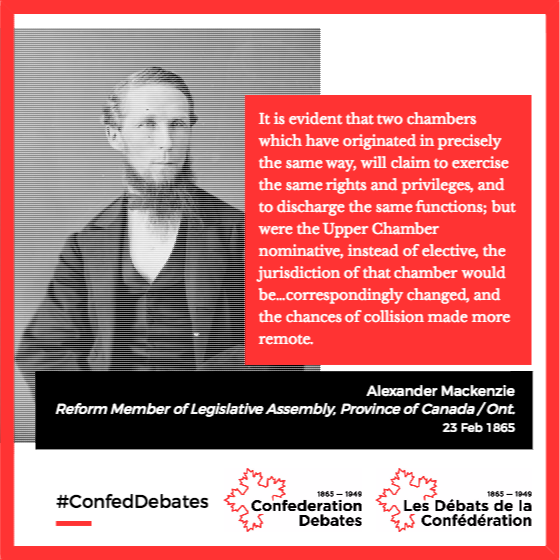 It is evident that two chambers
which have originated in precisely
the same way, will claim to exercise
the same rights and privileges, and
to discharge the same functions; but
were the Upper Chamber
nominative, instead of elective, the
jurisdiction of that chamber would
be...correspondingly changed, and
the chances of collision made more
remote.
Alexander Mackenzie
Reform Member of Legislative Assembly, Province of Canada / Ont.
23 Feb 1865
#ConfedDebates
1865 — 1949
Confederation
Debates
1865 — 1949
Les Débats de la
Confédération